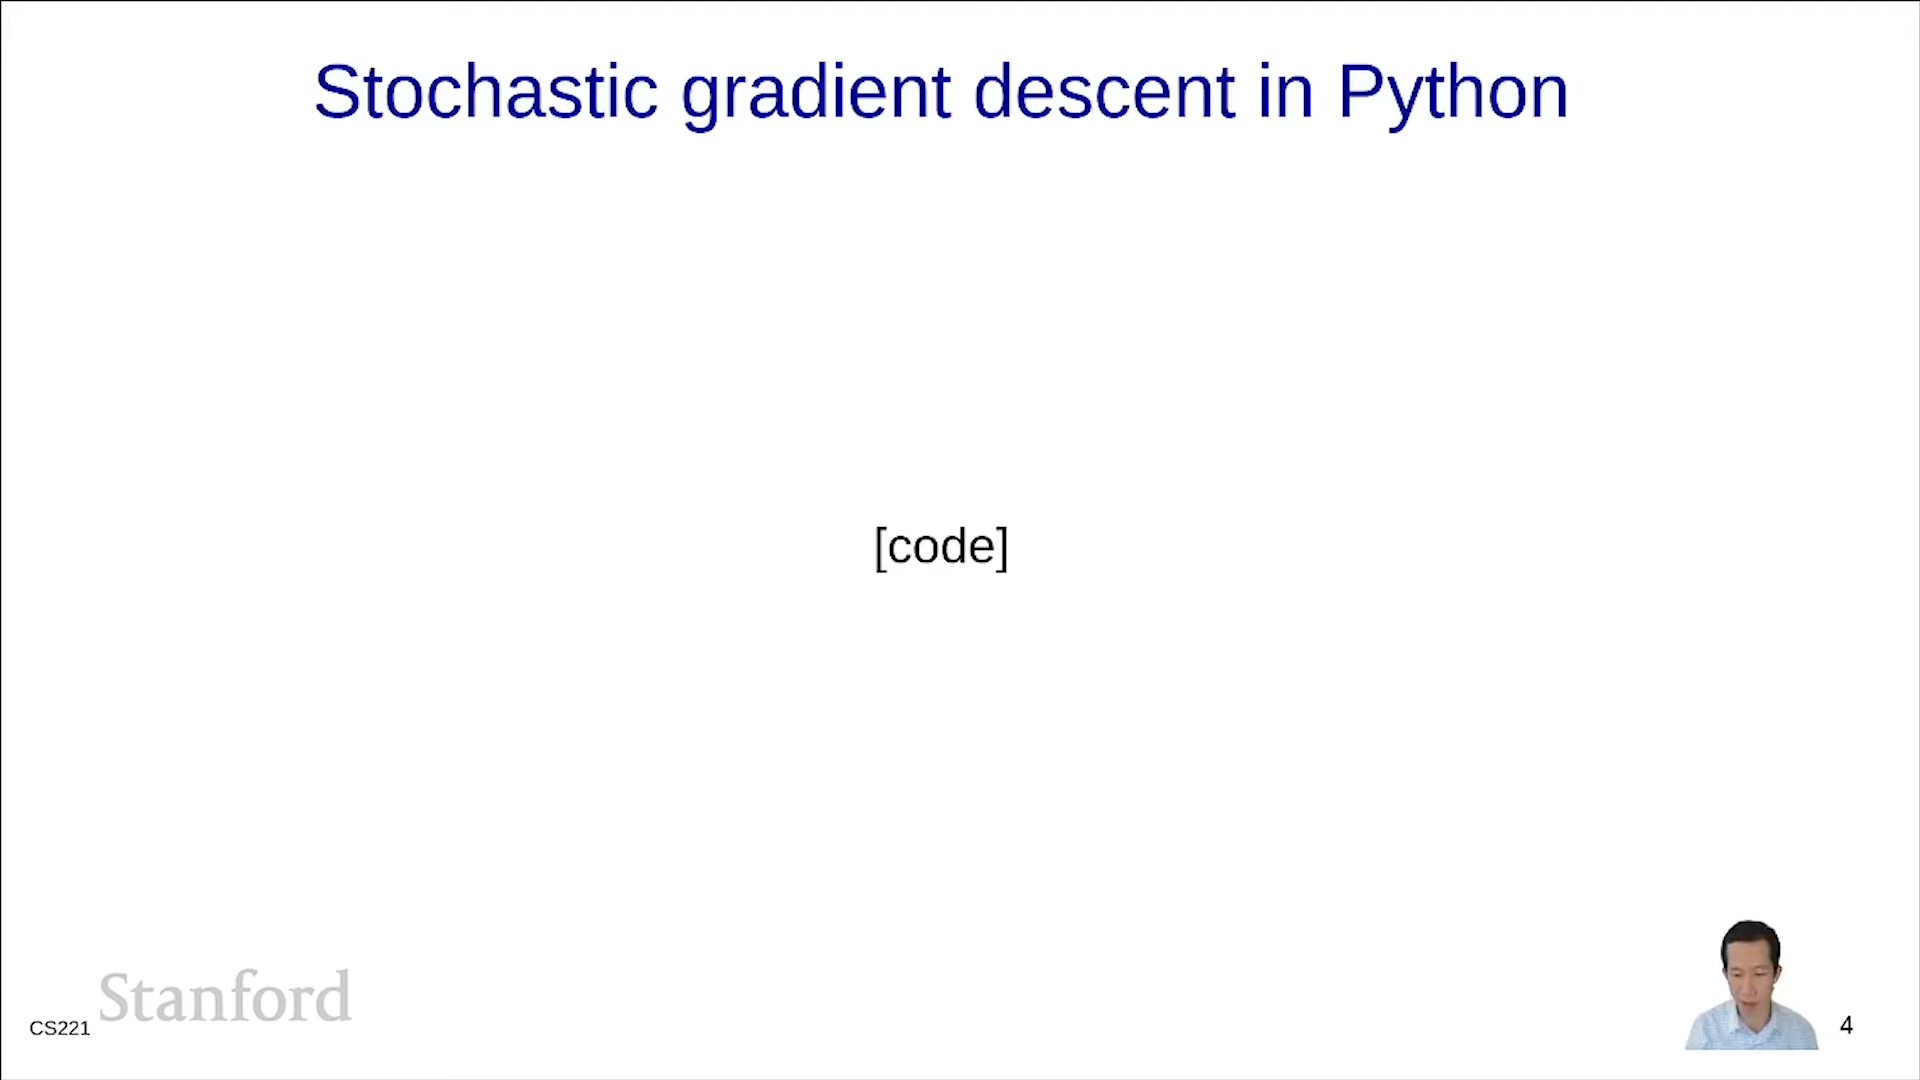 Stochastic gradient descent in Python
[code]
Stanford
CS221
4